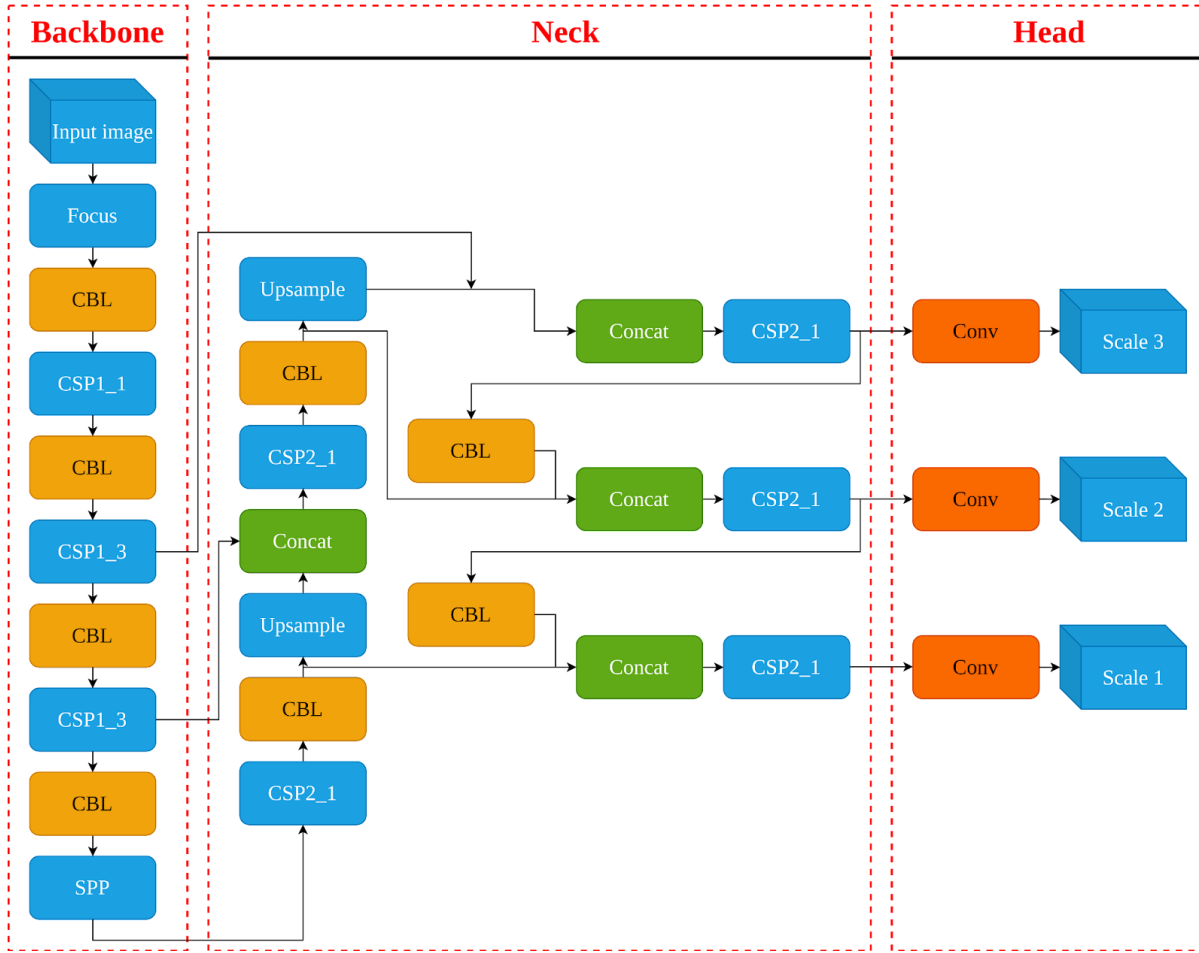 Backbone
Neck
Head
Input image
Focus
CBL
CSP1_1
CBL
CSP1_3
CBL
CSP1_3
CBL
SPP
Upsample
CBL
CSP2_1
Concat
Upsample
CBL
CSP2_1
CBL
CBL
Concat
CSP2_1
Concat
CSP2_1
Concat
CSP2_1
Conv
Scale 3
Conv
Scale 2
Conv
Scale 1